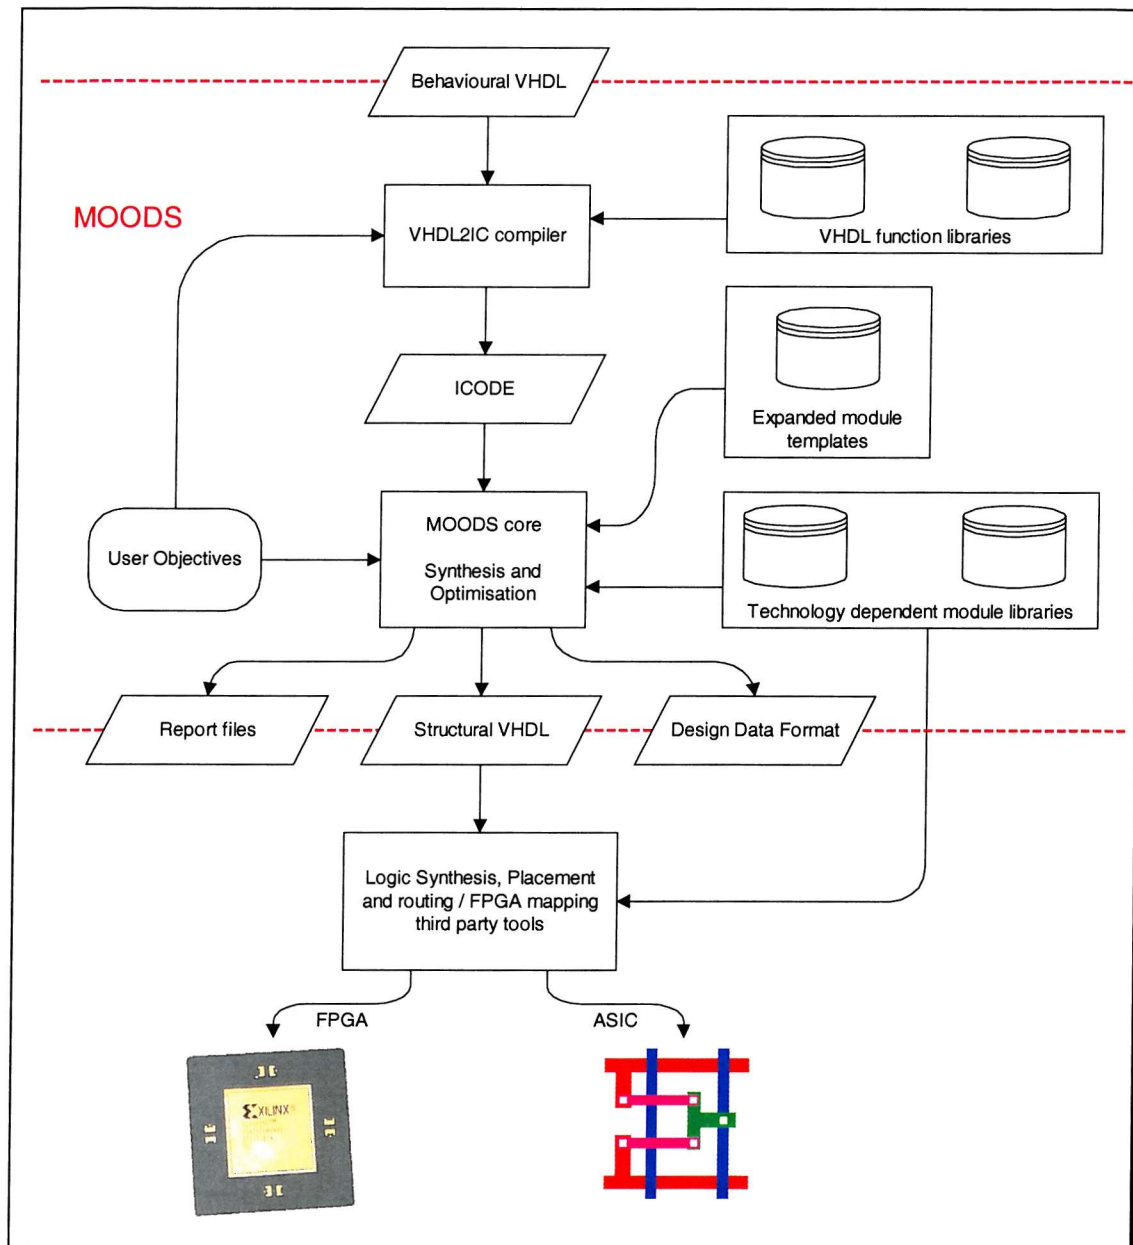 Behavioural VHDL
MOODS
VHDL2IC compiler
VHDL function libraries
ICODE
Expanded module
templates
User Objectives
MOODS core
Synthesis and
Optimisation
Technology dependent module libraries
Report files
Structural VHDL
Design Data Format
Logic Synthesis, Placement
and routing / FPGA mapping
third party tools
FPGA
ASIC
XILINX